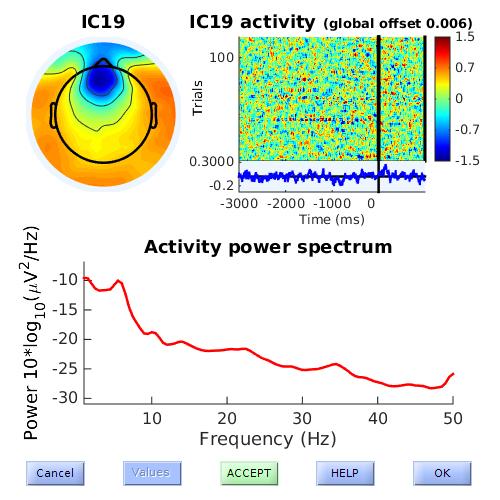 IC19
IC19 activity (global offset 0.006)
1.5
0.7
0
-0.7
-1.5
Trials
100
0.3000
-0.2
-3000 -2000 -1000 0
Time (ms)
Activity power spectrum
Power 10*log10(μV2/Hz)
-10
-15
-20
-25
-30
10 20 30 40 50
Frequency (Hz)
Cancel Values ACCEPT HELP OK